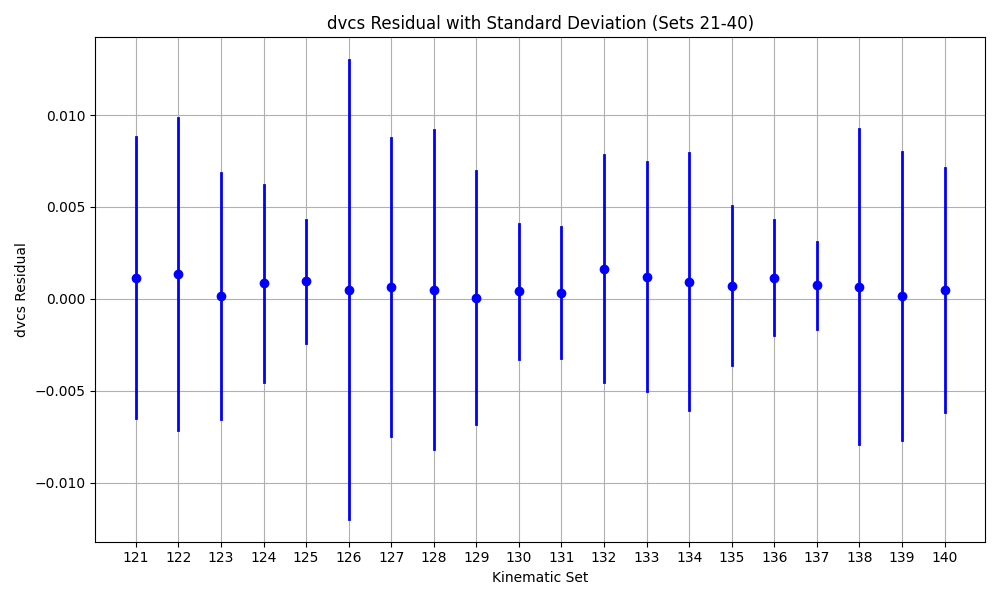 dvcs Residual with Standard Deviation (Sets 21-40)
dvcs Residual
0.010
0.005
0.000
−0.005
−0.010
121 122 123 124 125 126 127 128 129 130 131 132 133 134 135 136 137 138 139 140
Kinematic Set